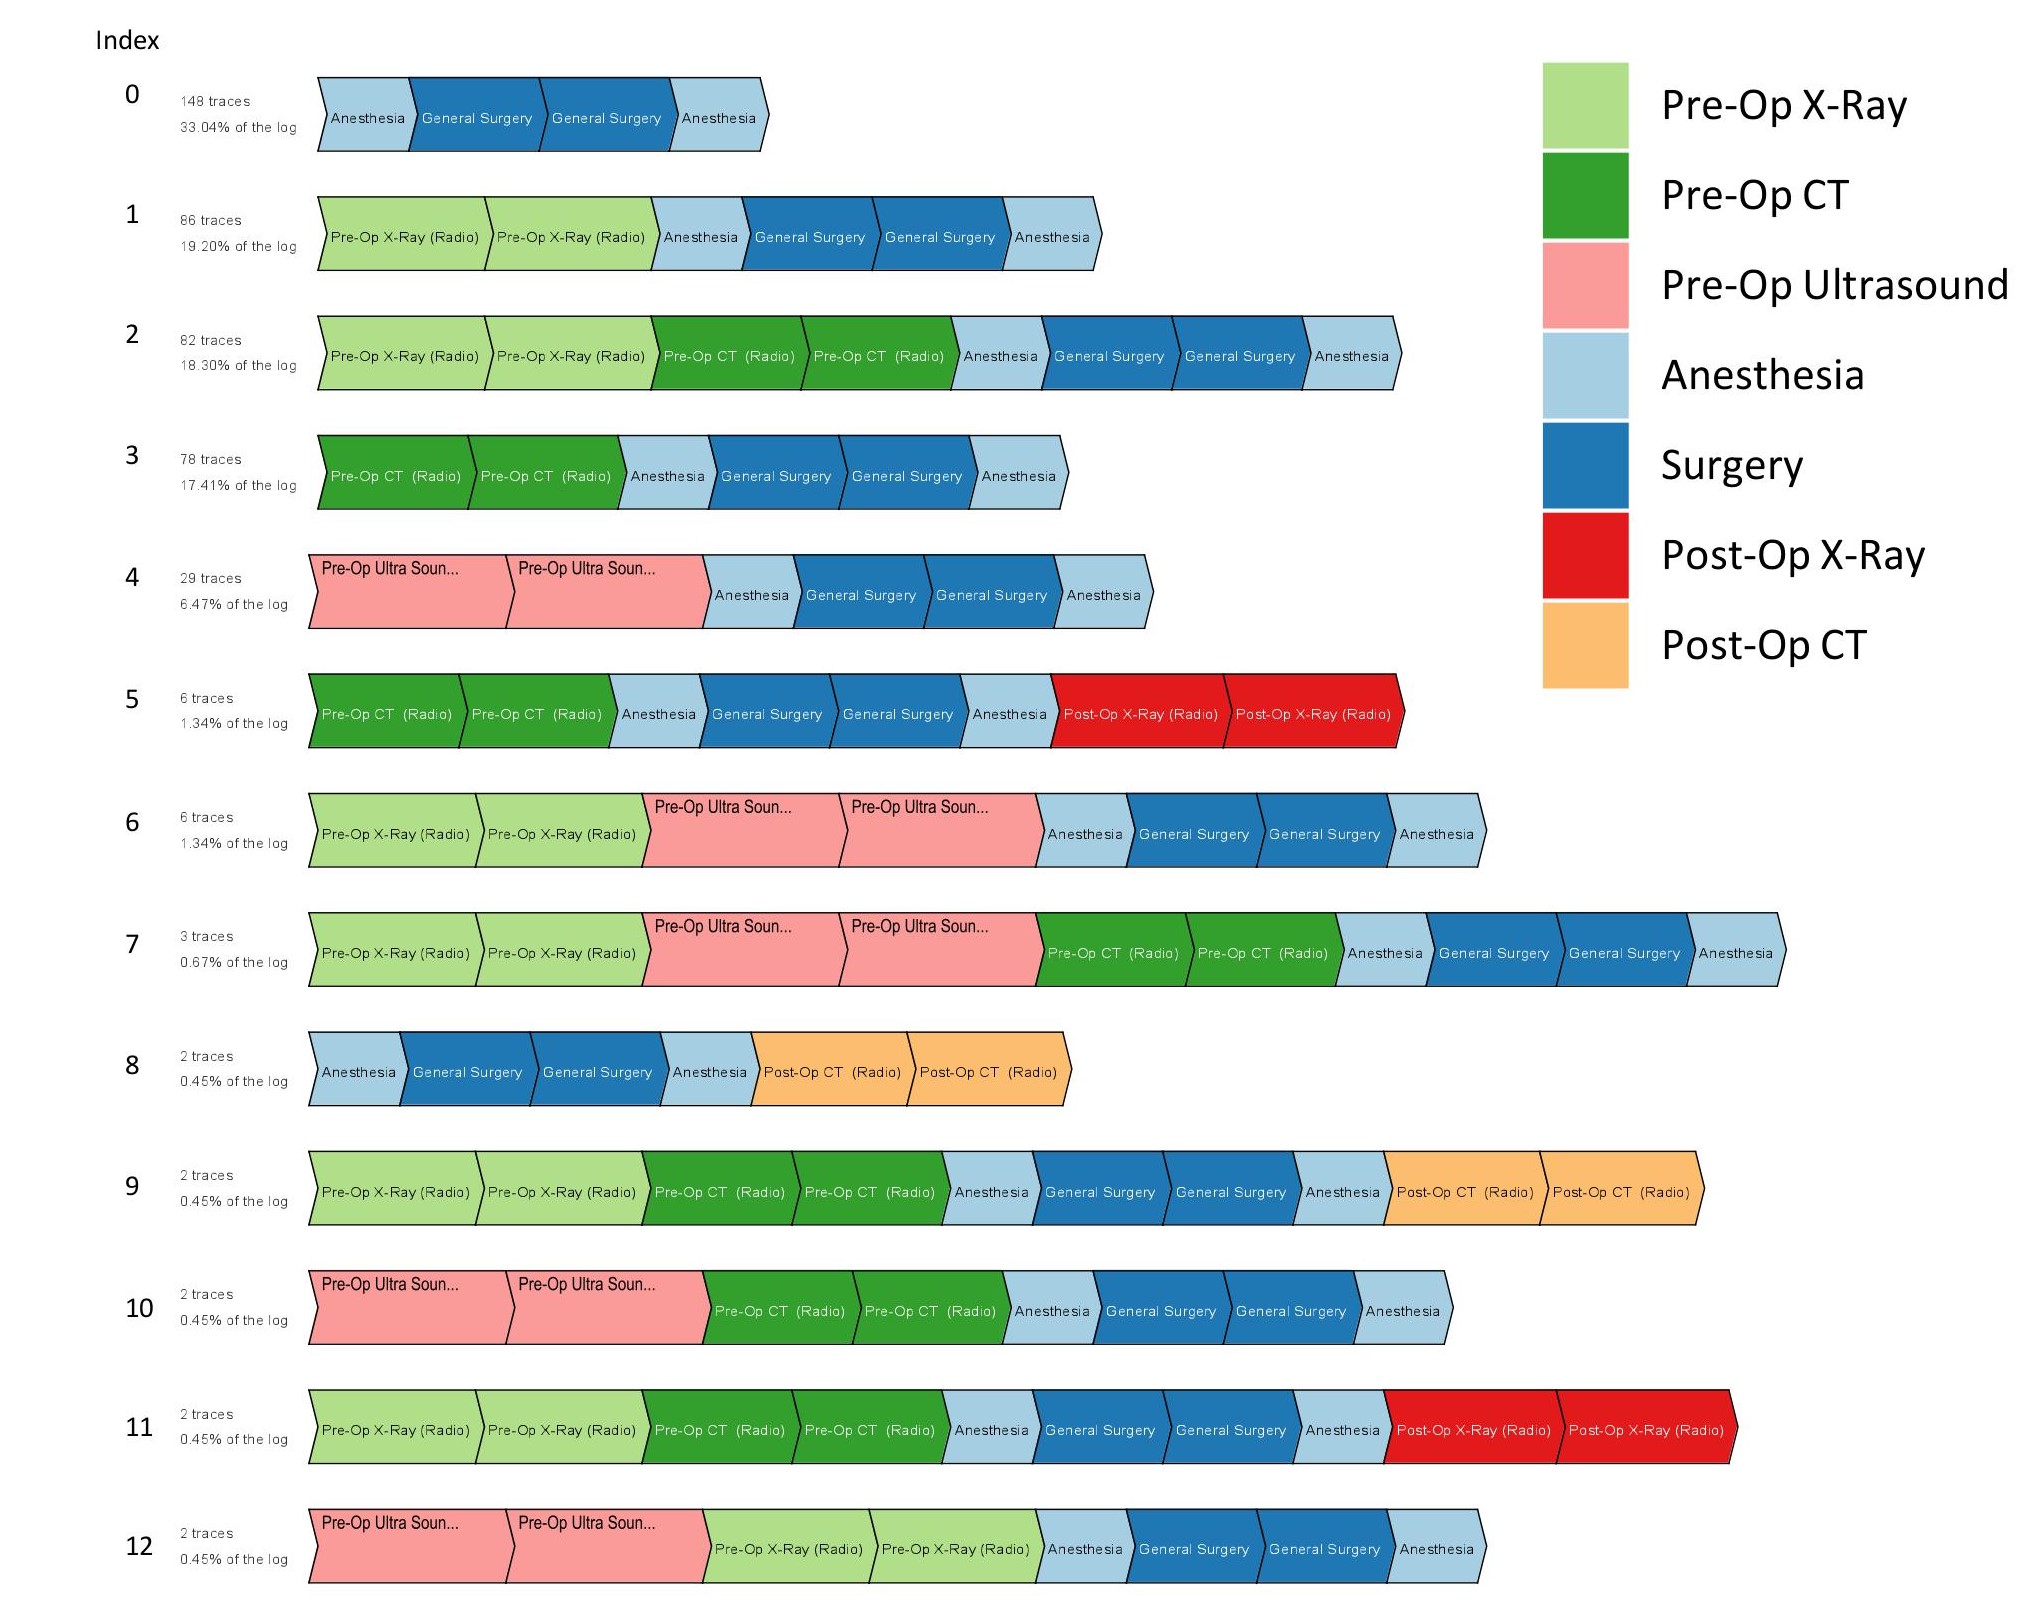 Index
0
148 traces
33.04% of the log
Anesthesia General Surgery General Surgery Anesthesia
1
86 traces
19.20% of the log
Pre-Op X-Ray (Radio) Pre-Op X-Ray (Radio) Anesthesia General Surgery General Surgery Anesthesia
2
82 traces
18.30% of the log
Pre-Op X-Ray (Radio) Pre-Op X-Ray (Radio) Pre-Op CT (Radio) Pre-Op CT (Radio) Anesthesia General Surgery General Surgery Anesthesia
3
78 traces
17.41% of the log
Pre-Op CT (Radio) Pre-Op CT (Radio) Anesthesia General Surgery General Surgery Anesthesia
4
29 traces
6.47% of the log
Pre-Op Ultra Soun... Pre-Op Ultra Soun... Anesthesia General Surgery General Surgery Anesthesia
5
6 traces
1.34% of the log
Pre-Op CT (Radio) Pre-Op CT (Radio) Anesthesia General Surgery General Surgery Anesthesia Post-Op X-Ray (Radio) Post-Op X-Ray (Radio)
6
6 traces
1.34% of the log
Pre-Op X-Ray (Radio) Pre-Op X-Ray (Radio) Pre-Op Ultra Soun... Pre-Op Ultra Soun... Anesthesia General Surgery General Surgery Anesthesia
7
3 traces
0.67% of the log
Pre-Op X-Ray (Radio) Pre-Op X-Ray (Radio) Pre-Op Ultra Soun... Pre-Op Ultra Soun... Pre-Op CT (Radio) Pre-Op CT (Radio) Anesthesia General Surgery General Surgery Anesthesia
8
2 traces
0.45% of the log
Anesthesia General Surgery General Surgery Anesthesia Post-Op CT (Radio) Post-Op CT (Radio)
9
2 traces
0.45% of the log
Pre-Op X-Ray (Radio) Pre-Op X-Ray (Radio) Pre-Op CT (Radio) Pre-Op CT (Radio) Anesthesia General Surgery General Surgery Anesthesia Post-Op CT (Radio) Post-Op CT (Radio)
10
2 traces
0.45% of the log
Pre-Op Ultra Soun... Pre-Op Ultra Soun... Pre-Op CT (Radio) Pre-Op CT (Radio) Anesthesia General Surgery General Surgery Anesthesia
11
2 traces
0.45% of the log
Pre-Op X-Ray (Radio) Pre-Op X-Ray (Radio) Pre-Op CT (Radio) Pre-Op CT (Radio) Anesthesia General Surgery General Surgery Anesthesia Post-Op X-Ray (Radio) Post-Op X-Ray (Radio)
12
2 traces
0.45% of the log
Pre-Op Ultra Soun... Pre-Op Ultra Soun... Pre-Op X-Ray (Radio) Pre-Op X-Ray (Radio) Anesthesia General Surgery General Surgery Anesthesia
Pre-Op X-Ray
Pre-Op CT
Pre-Op Ultrasound
Anesthesia
Surgery
Post-Op X-Ray
Post-Op CT